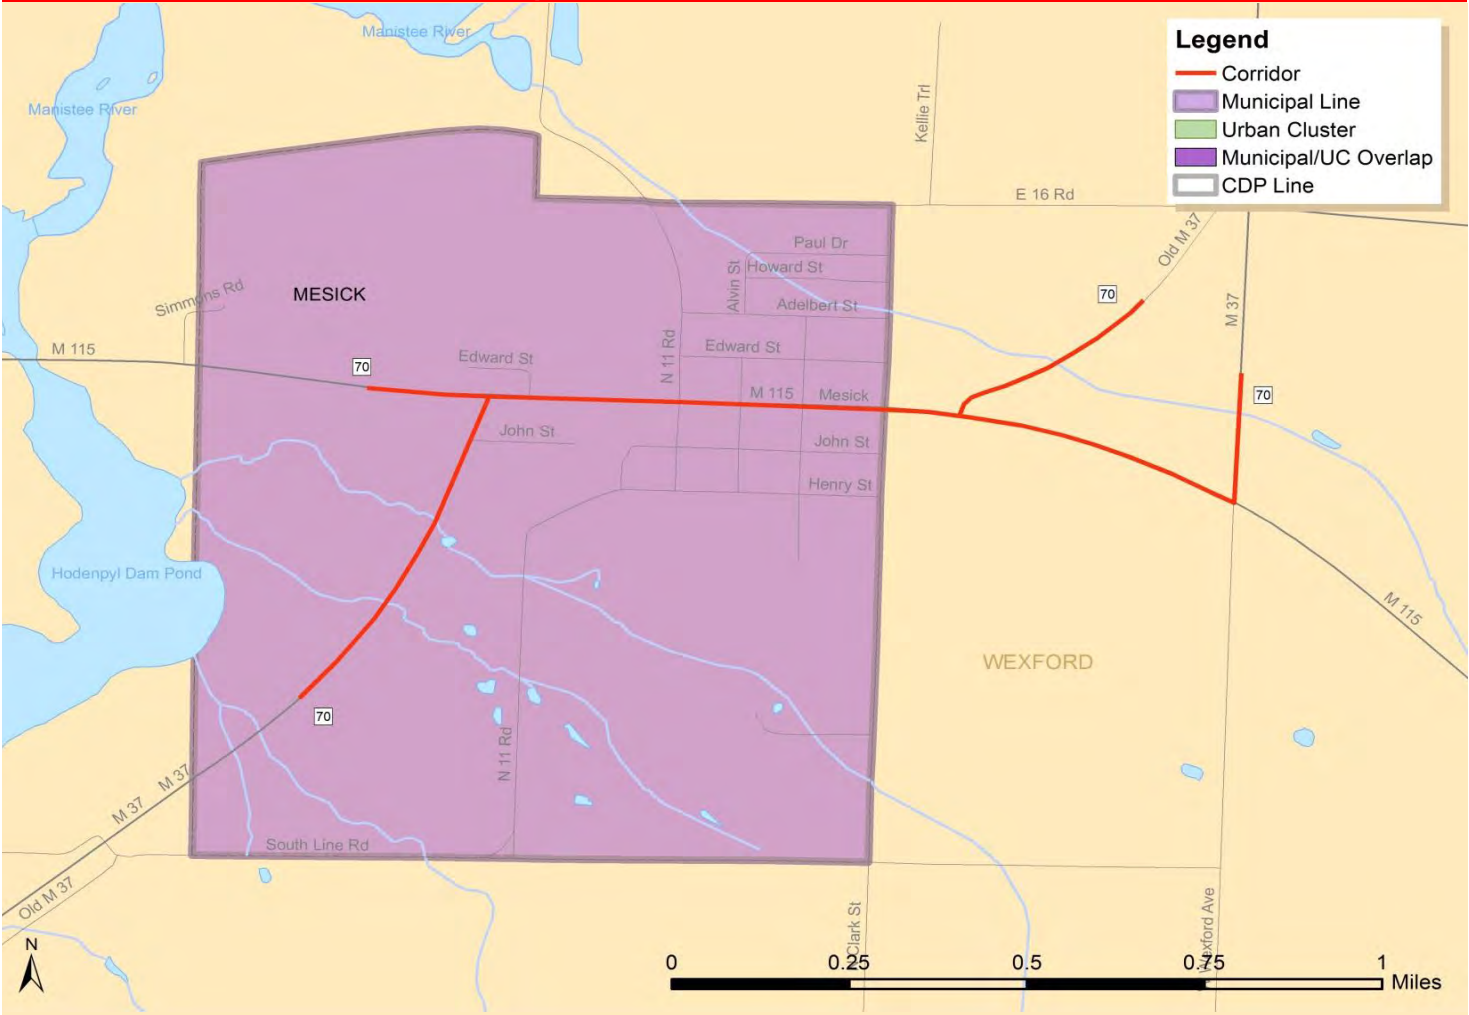 Manistee River
Legend
Corridor
Municipal Line
Urban Cluster
Municipal/UC Overlap
CDP Line
Manistee River
Kellie Trl
E 16 Rd
Old M 37
Paul Dr
Howard St
Alvin St
Adelbert St
Simmons Rd
MESICK
70
M 37
M 115
Edward St
N 11 Rd
Edward St
70
M 115
Mesick
70
John St
John St
Henry St
Hodenpyl Dam Pond
M 115
WEXFORD
70
N 11 Rd
M 37
M 37
South Line Rd
Old M 37
Clark St
Wexford Ave
N
0
0.25
0.5
0.75
1
Miles